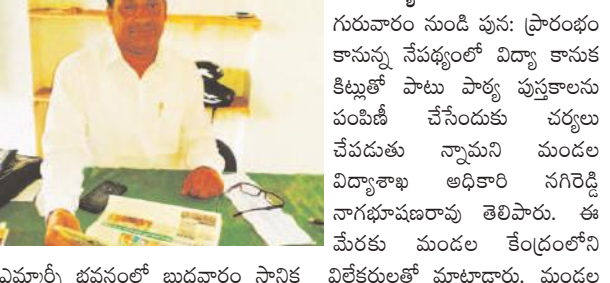 గురువారం నుండి పున: ప్రారంభం
కానున్న నేపథ్యంలో విద్యా కానుక
కిట్లుతో పాటు పాఠ్య పుస్తకాలను
పంపిణీ చేసేందుకు చర్యలు
చేపడుతు న్నామని మండల
విద్యాశాఖ అధికారి నగిరెడ్డి
నాగభూషణరావు తెలిపారు. ఈ
మేరకు మండల కేంద్రంలోని
ఎమ్మార్సీ భవనంలో బుధవారం స్థానిక విలేకరులతో మాట్లాడారు. మండల